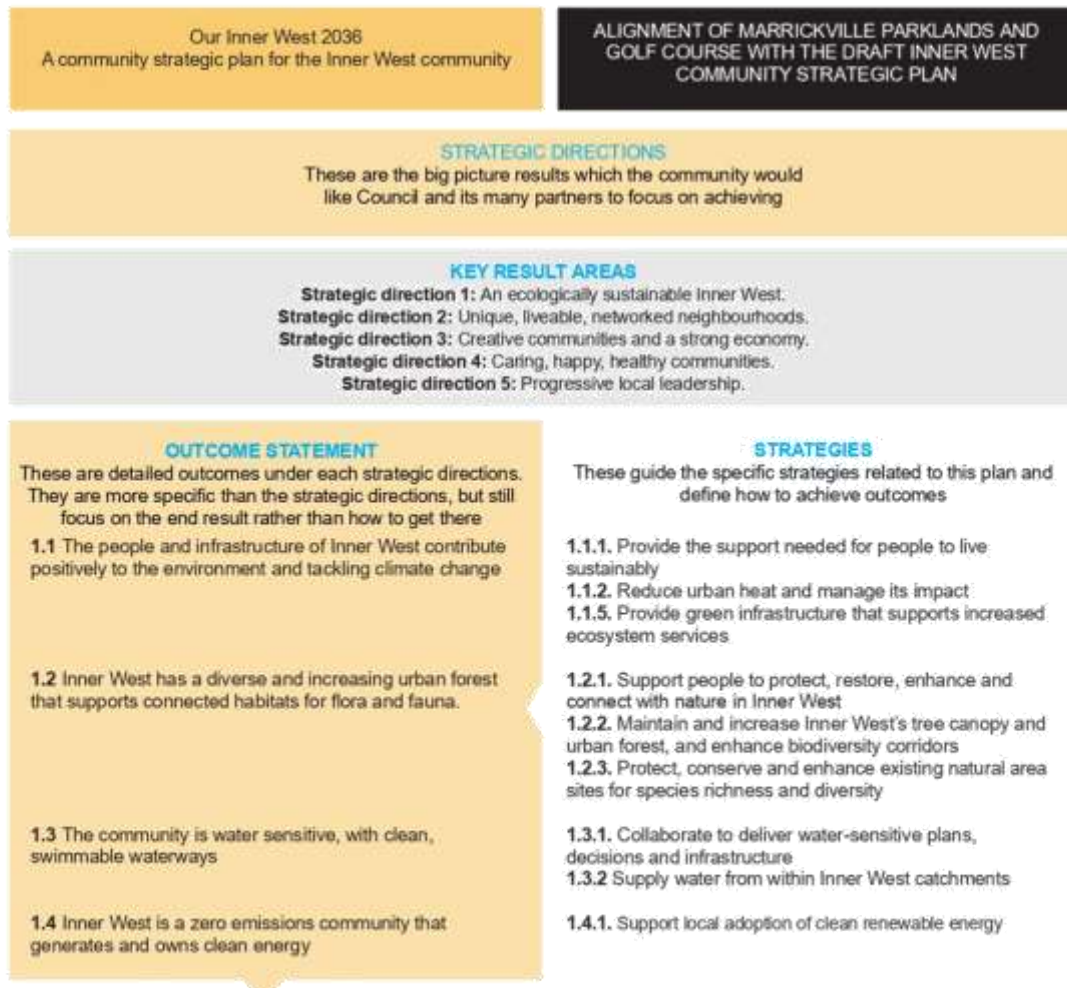 Our Inner West 2036
A community strategic plan for the Inner West community
ALIGNMENT OF MARRICKVILLE PARKLANDS AND
GOLF COURSE WITH THE DRAFT INNER WEST
COMMUNITY STRATEGIC PLAN
STRATEGIC DIRECTIONS
These are the big picture results which the community would
like Council and its many partners to focus on achieving
KEY RESULT AREAS
Strategic direction 1: An ecologically sustainable Inner West.
Strategic direction 2: Unique, liveable, networked neighbourhoods.
Strategic direction 3: Creative communities and a strong economy.
Strategic direction 4: Caring, happy, healthy communities.
Strategic direction 5: Progressive local leadership.
OUTCOME STATEMENT
These are detailed outcomes under each strategic directions.
They are more specific than the strategic directions, but still
focus on the end result rather than how to get there
1.1 The people and infrastructure of Inner West contribute
positively to the environment and tackling climate change
1.2 Inner West has a diverse and increasing urban forest
that supports connected habitats for flora and fauna.
1.3 The community is water sensitive, with clean,
swimmable waterways
1.4 Inner West is a zero emissions community that
generates and owns clean energy
STRATEGIES
These guide the specific strategies related to this plan and
define how to achieve outcomes
1.1.1. Provide the support needed for people to live
sustainably
1.1.2. Reduce urban heat and manage its impact
1.1.5. Provide green infrastructure that supports increased
ecosystem services
1.2.1. Support people to protect, restore, enhance and
connect with nature in Inner West
1.2.2. Maintain and increase Inner West's tree canopy and
urban forest, and enhance biodiversity corridors
1.2.3. Protect, conserve and enhance existing natural area
sites for species richness and diversity
1.3.1. Collaborate to deliver water-sensitive plans,
decisions and infrastructure
1.3.2 Supply water from within Inner West catchments
1.4.1. Support local adoption of clean renewable energy